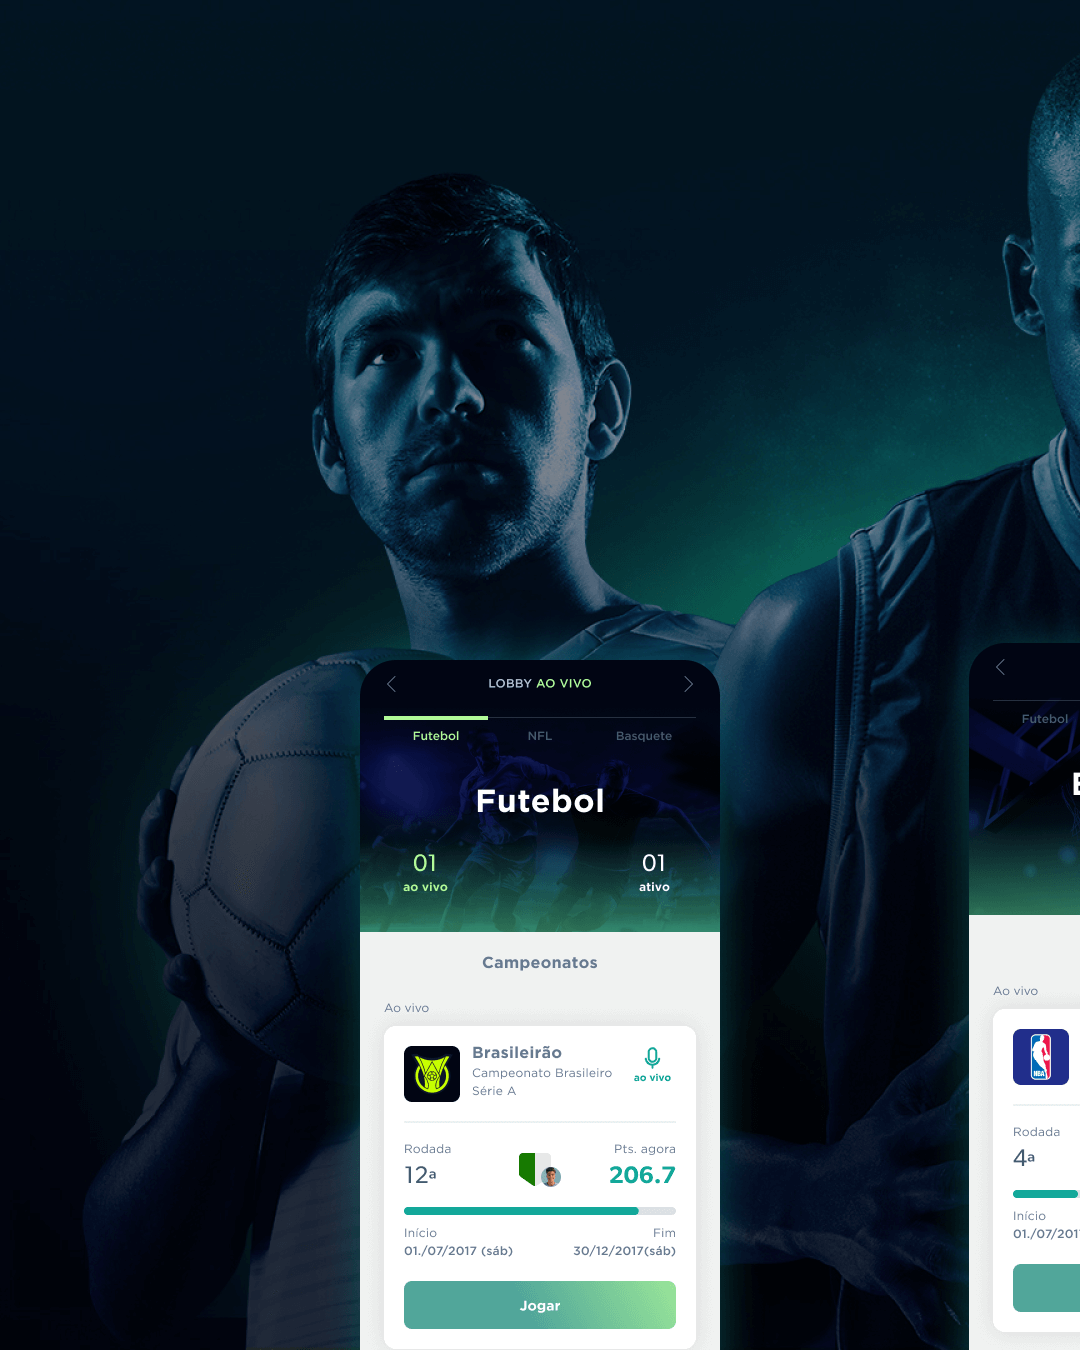 LOBBY AO VIVO
Futebol NFL Basquete
Futebol
01 01
ao vivo ativo
Campeonatos
Ao vivo
Brasileirão
Campeonato Brasileiro
Série A
ao vivo
Rodada Pts. agora
12ª 206.7
Início Fim
01./07/2017 (sáb) 30/12/2017(sáb)
Jogar
Futebol
Ao vivo
NBA
Rodada
4ª
Início
01./07/201